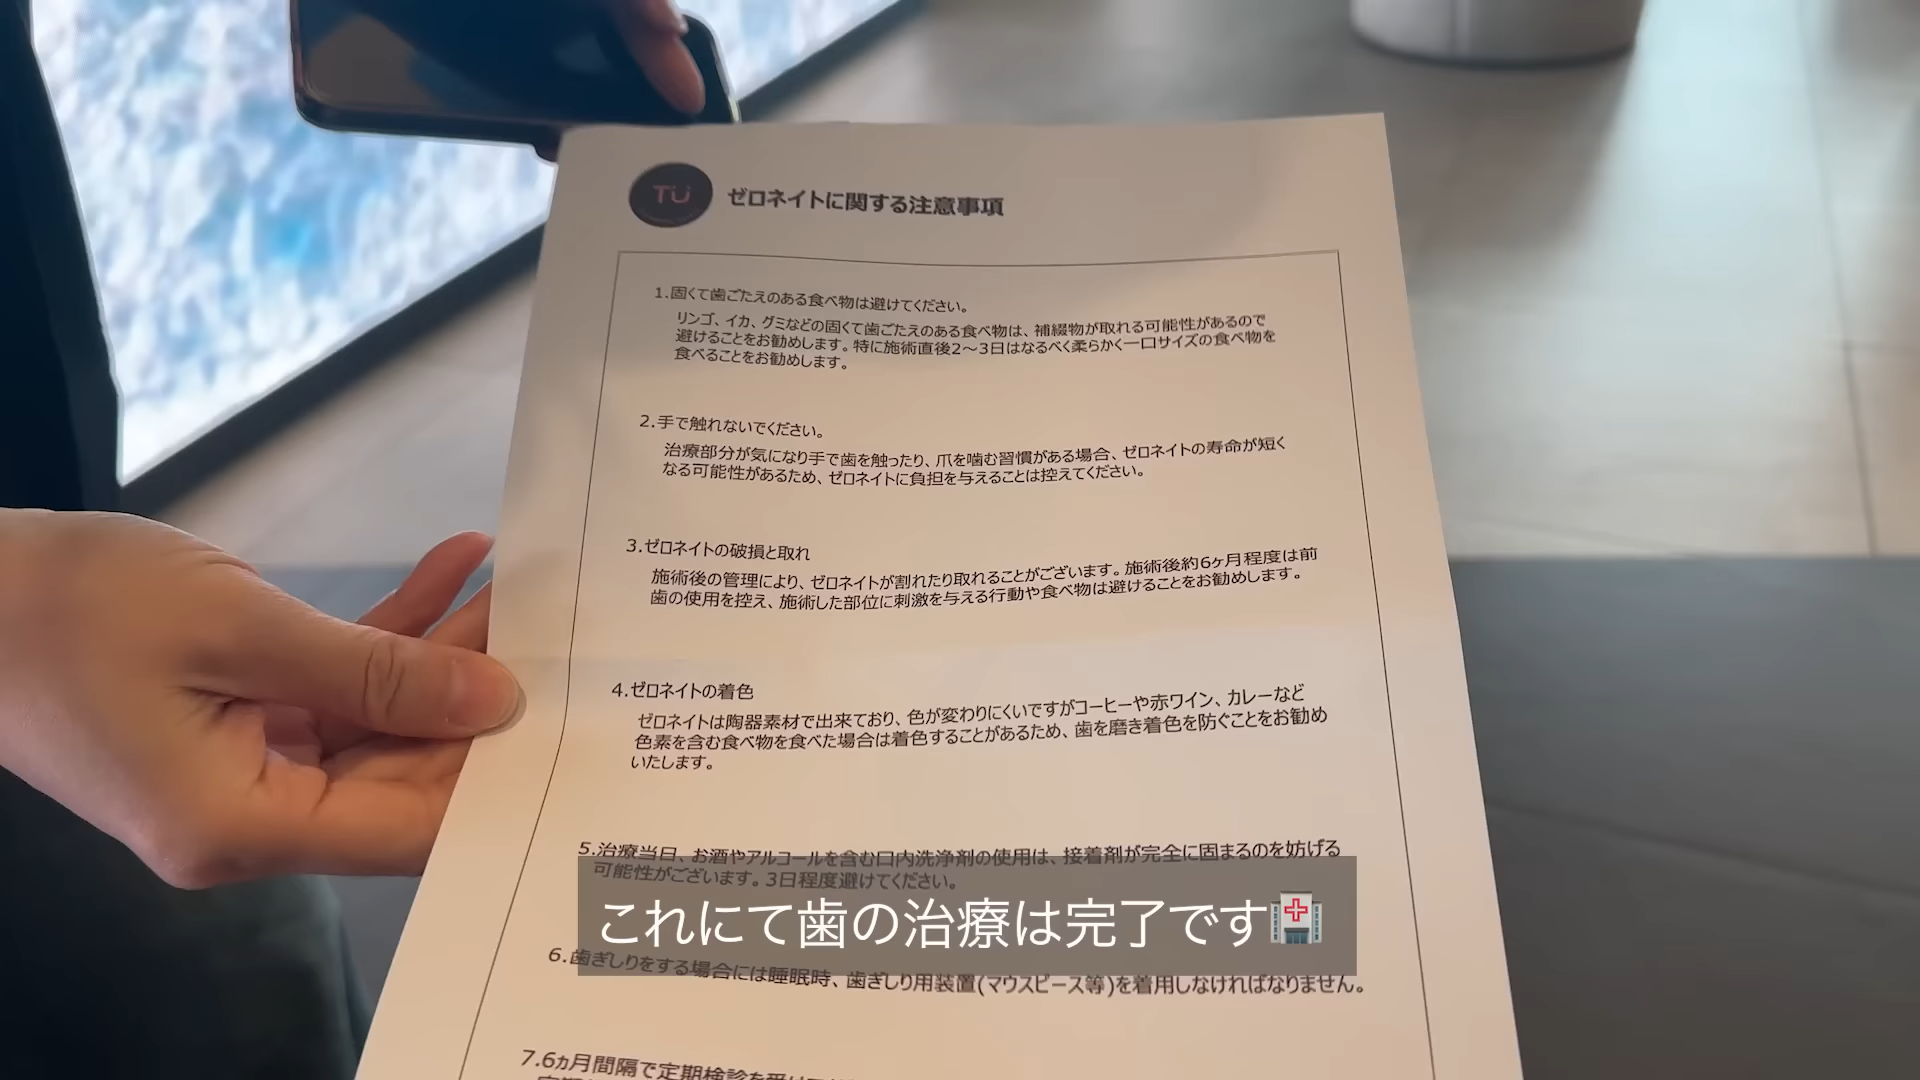 TU
ゼロネイトに関する注意事項
1.固くて歯ごたえのある食べ物は避けてください。
リンゴ、イカ、グミなどの固くて歯ごたえのある食べ物は、補綴物が取れる可能性があるので
避けることをお勧めします。特に施術直後2〜3日はなるべく柔らかく一口サイズの食べ物を
食べることをお勧めします。
2.手で触れないでください。
治療部分が気になり手で歯を触ったり、爪を噛む習慣がある場合、ゼロネイトの寿命が短く
なる可能性があるため、ゼロネイトに負担を与えることは控えてください。
3.ゼロネイトの破損と取れ
施術後の管理により、ゼロネイトが割れたり取れることがございます。施術後約6ヶ月程度は前
歯の使用を控え、施術した部位に刺激を与える行動や食べ物は避けることをお勧めします。
4.ゼロネイトの着色
ゼロネイトは陶器素材で出来ており、色が変わりにくいですがコーヒーや赤ワイン、カレーなど
色素を含む食べ物を食べた場合は着色することがあるため、歯を磨き着色を防ぐことをお勧め
いたします。
5.治療当日、お酒やアルコールを含む口内洗浄剤の使用は、接着剤が完全に固まるのを妨げる
可能性がございます。3日程度避けてください。
これにて歯の治療は完了です🏥
6.歯ぎしりをする場合には睡眠時、歯ぎしり用装置(マウスピース等)を着用しなければなりません。
7.6ヵ月間隔で定期検診を受け